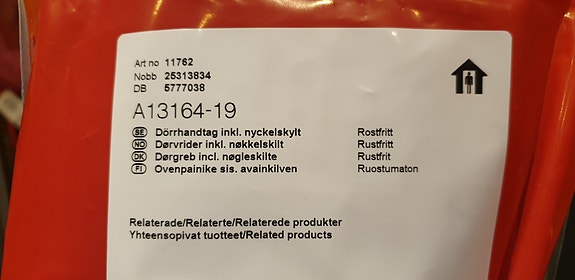 Art no 11762
Nobb 25313834
DB 5777038
A13164-19
SE Dörrhandtag inkl. nyckelskylt Rostfritt
NO Dørvrider inkl. nøkkelskilt Rustfritt
DK Dørgreb incl. nøgleskilte Rustfrit
FI Ovenpainike sis. avainkilven Ruostumaton
Relaterade/Relaterte/Relaterede produkter
Yhteensopivat tuotteet/Related products